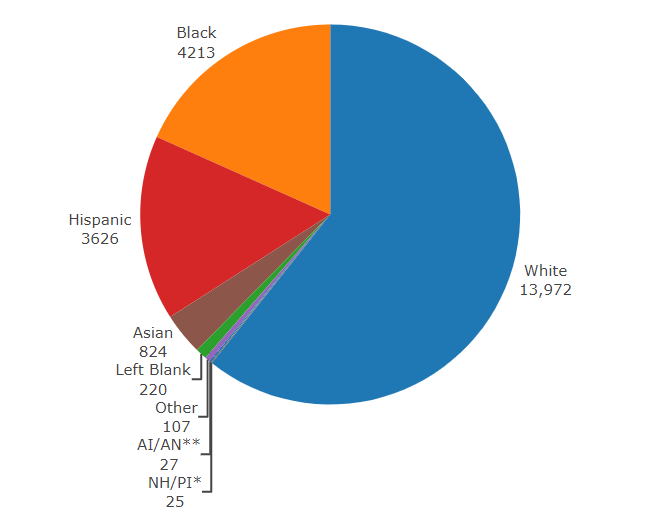 Black
4213
Hispanic
3626
White
13,972
Asian
824
Left Blank
220
Other
107
AI/AN**
27
NH/PI*
25